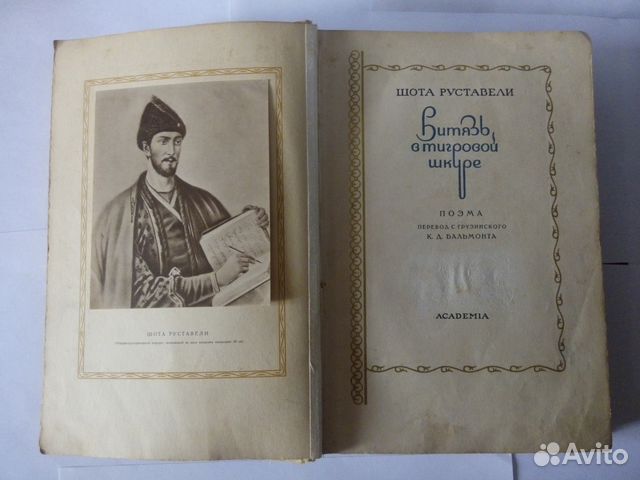 ШОТА РУСТАВЕЛИ
ШОТА РУСТАВЕЛИ
Витязь
в тигровой
шкуре
ПОЭМА
ПЕРЕВОД С ГРУЗИНСКОГО
К. Д. БАЛЬМОНТА
ACADEMIA
Avito